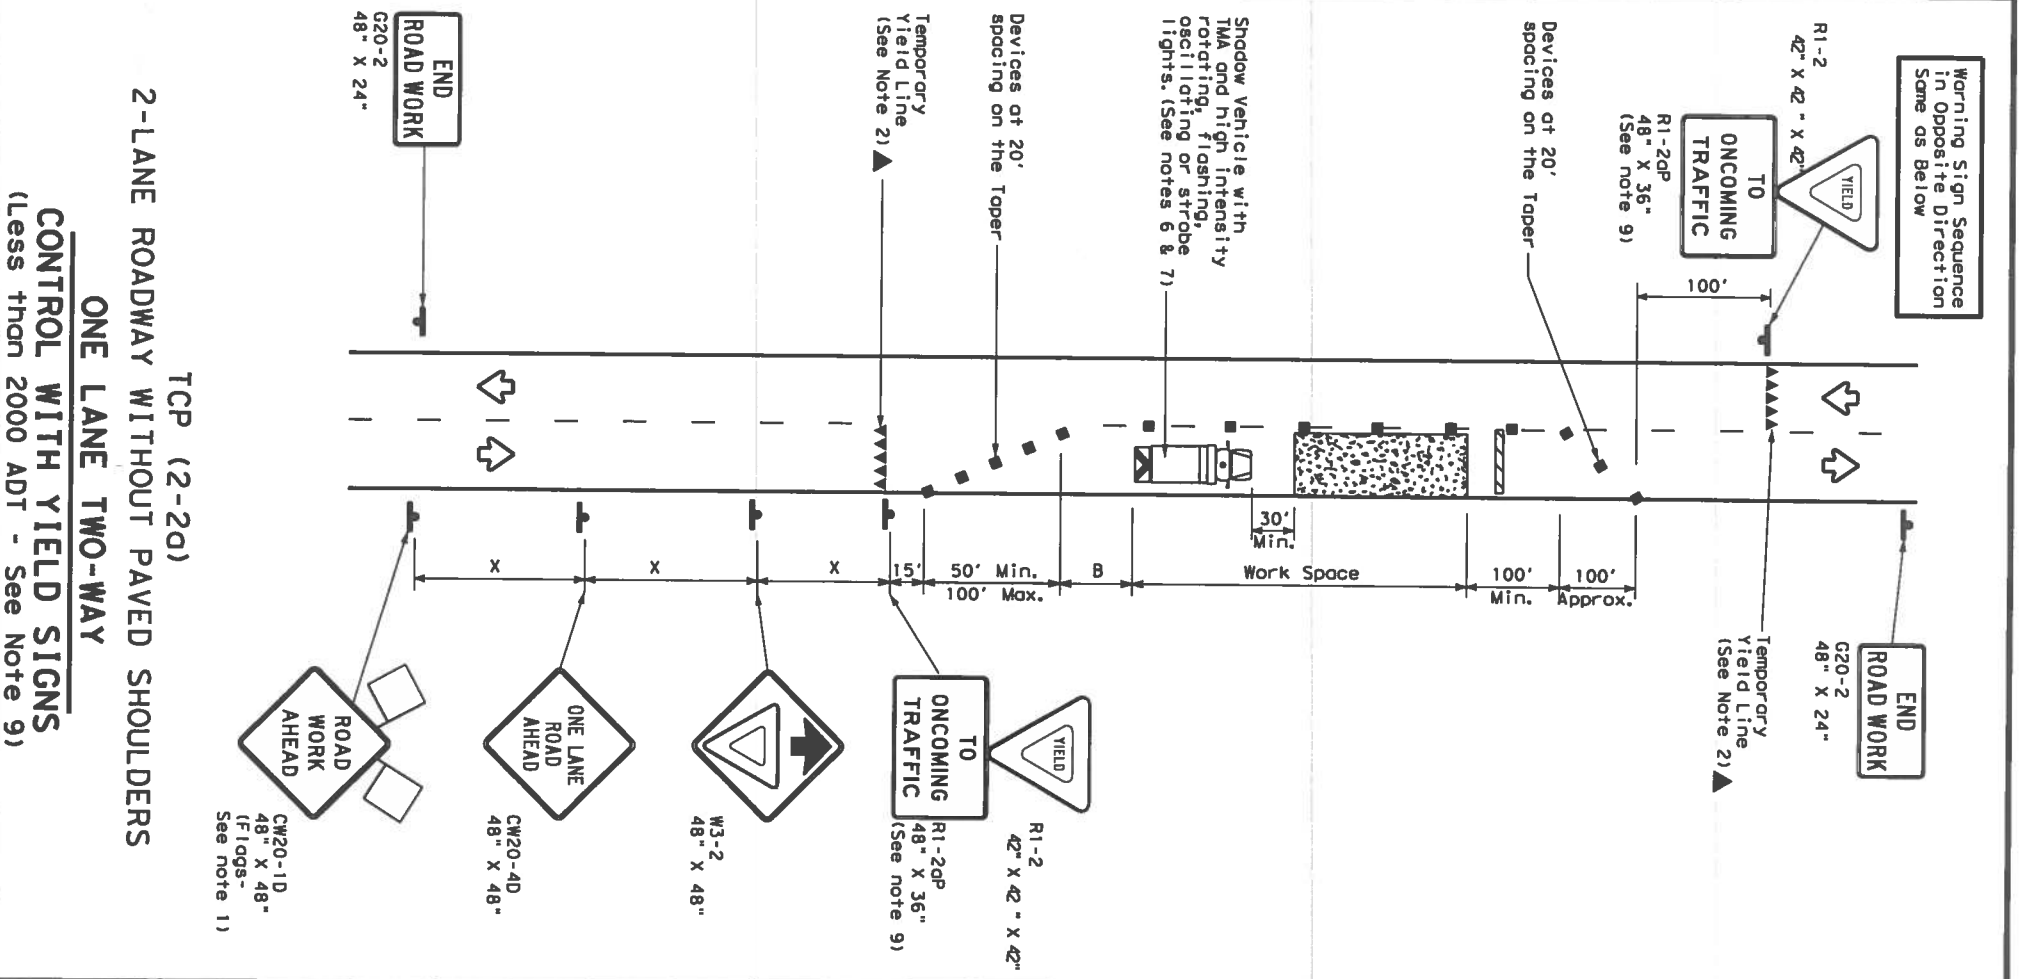 Warning Sign Sequence
in Opposite Direction
Same as Below
R1-2
42" X 42 " X 42"
YIELD
TO
ONCOMING
TRAFFIC
R1-2aP
48" X 36"
(See note 9)
100'
Devices at 20'
spacing on the Taper
END
ROAD WORK
G20-2
48" X 24"
Temporary
Yield Line
(See Note 2)
Shadow Vehicle with
TMA and high intensity
rotating, flashing,
oscillating or strobe
lights. (See notes 6 & 7)
100'
Approx.
100'
Min.
Work Space
30'
Min.
B
50' Min.
100' Max.
15'
X
X
X
Devices at 20'
spacing on the Taper
Temporary
Yield Line
(See Note 2)
YIELD
R1-2
42" X 42 " X 42"
TO
ONCOMING
TRAFFIC
R1-2aP
48" X 36"
(See note 9)
W3-2
48" X 48"
ONE LANE
ROAD
AHEAD
CW20-4D
48" X 48"
END
ROAD WORK
G20-2
48" X 24"
ROAD
WORK
AHEAD
CW20-1D
48" X 48"
(Flags-
See note 1)
TCP (2-2a)
2-LANE ROADWAY WITHOUT PAVED SHOULDERS
ONE LANE TWO-WAY
CONTROL WITH YIELD SIGNS
(Less than 2000 ADT - See Note 9)